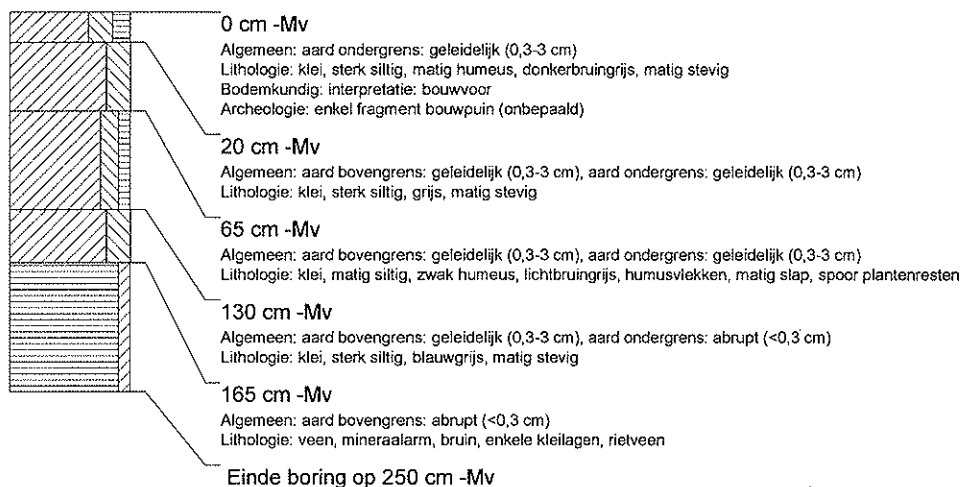 0 cm -Mv
Algemeen: aard ondergrens: geleidelijk (0,3-3 cm)
Lithologie: klei, sterk siltig, matig humeus, donkerbruingrijs, matig stevig
Bodemkundig: interpretatie: bouwvoor
Archeologie: enkel fragment bouwpuin (onbepaald)
20 cm -Mv
Algemeen: aard bovengrens: geleidelijk (0,3-3 cm), aard ondergrens: geleidelijk (0,3-3 cm)
Lithologie: klei, sterk siltig, grijs, matig stevig
65 cm -Mv
Algemeen: aard bovengrens: geleidelijk (0,3-3 cm), aard ondergrens: geleidelijk (0,3-3 cm)
Lithologie: klei, matig siltig, zwak humeus, lichtbruingrijs, humusvlekken, matig slap, spoor plantenresten
130 cm -Mv
Algemeen: aard bovengrens: geleidelijk (0,3-3 cm), aard ondergrens: abrupt (<0,3 cm)
Lithologie: klei, sterk siltig, blauwgrijs, matig stevig
165 cm -Mv
Algemeen: aard bovengrens: abrupt (<0,3 cm)
Lithologie: veen, mineraalarm, bruin, enkele kleilagen, rietveen
Einde boring op 250 cm -Mv